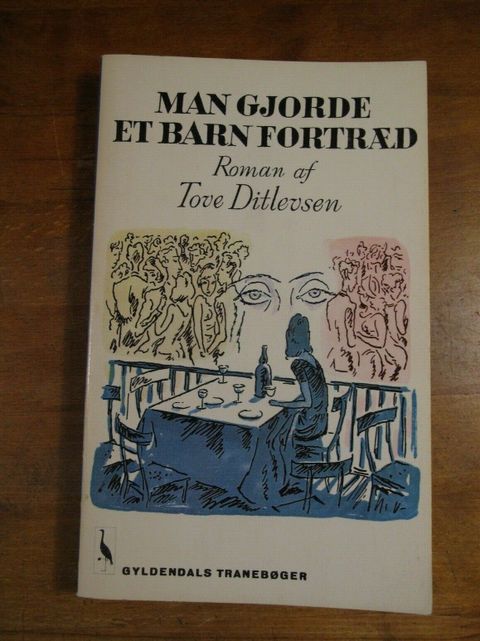 MAN GJORDE
ET BARN FORTRÆD
Roman af
Tove Ditlevsen
GYLDENDALS TRANEBØGER